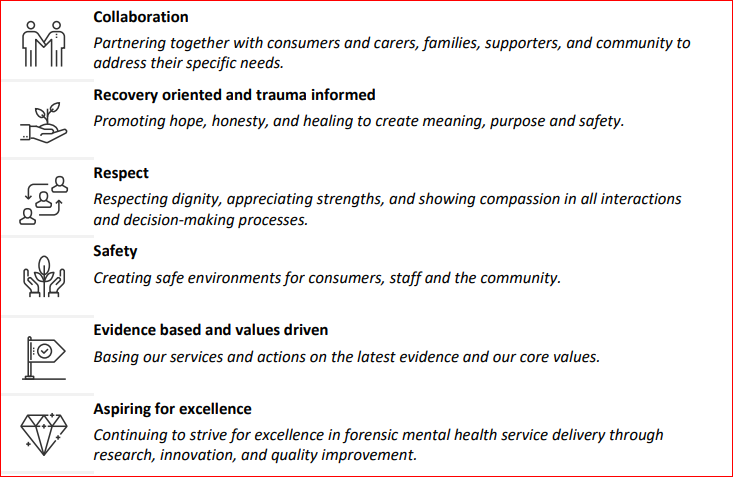 Collaboration
Partnering together with consumers and carers, families, supporters, and community to
address their specific needs.
Recovery oriented and trauma informed
Promoting hope, honesty, and healing to create meaning, purpose and safety.
Respect
Respecting dignity, appreciating strengths, and showing compassion in all interactions
and decision-making processes.
Safety
Creating safe environments for consumers, staff and the community.
Evidence based and values driven
Basing our services and actions on the latest evidence and our core values.
Aspiring for excellence
Continuing to strive for excellence in forensic mental health service delivery through
research, innovation, and quality improvement.